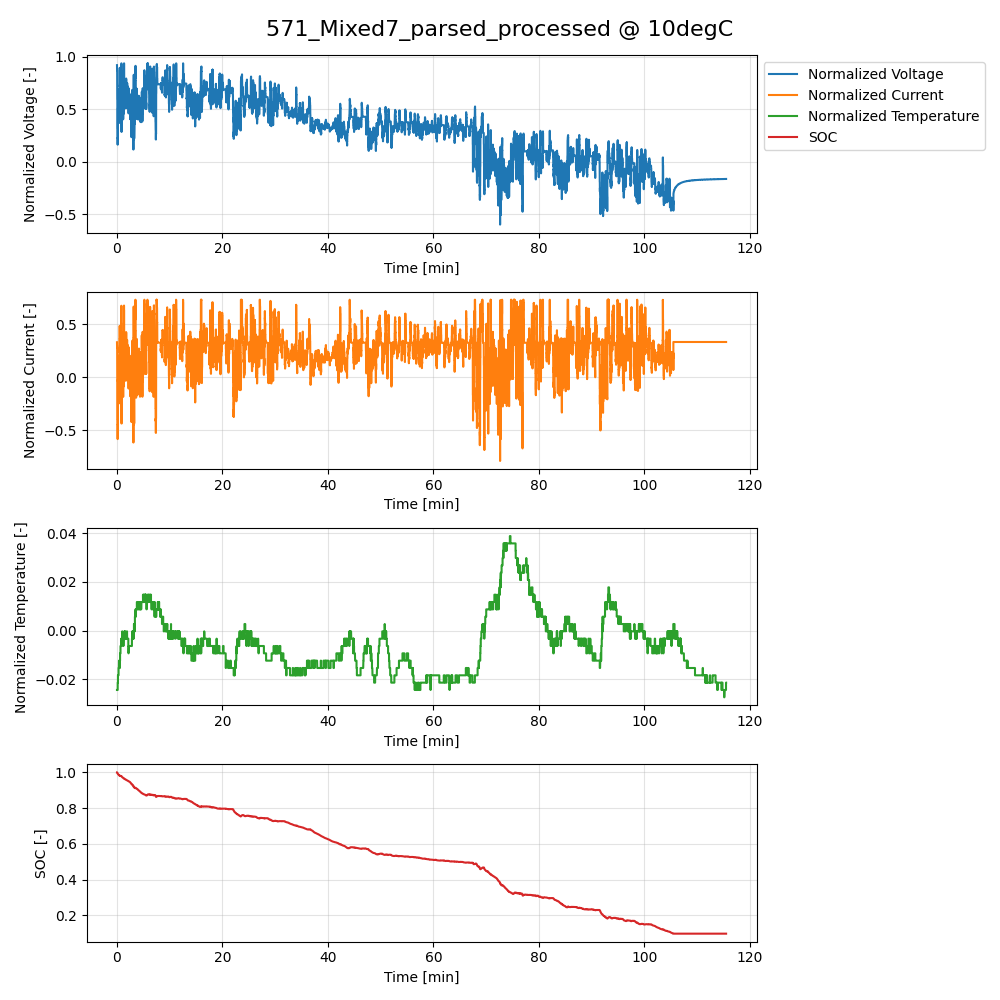 571_Mixed7_parsed_processed @ 10degC
Normalized Voltage [-]
1.0
0.5
0.0
−0.5
0 20 40 60 80 100 120
Time [min]
Normalized Voltage
Normalized Current
Normalized Temperature
SOC
Normalized Current [-]
0.5
0.0
−0.5
0 20 40 60 80 100 120
Time [min]
Normalized Temperature [-]
0.04
0.02
0.00
−0.02
0 20 40 60 80 100 120
Time [min]
SOC [-]
1.0
0.8
0.6
0.4
0.2
0 20 40 60 80 100 120
Time [min]